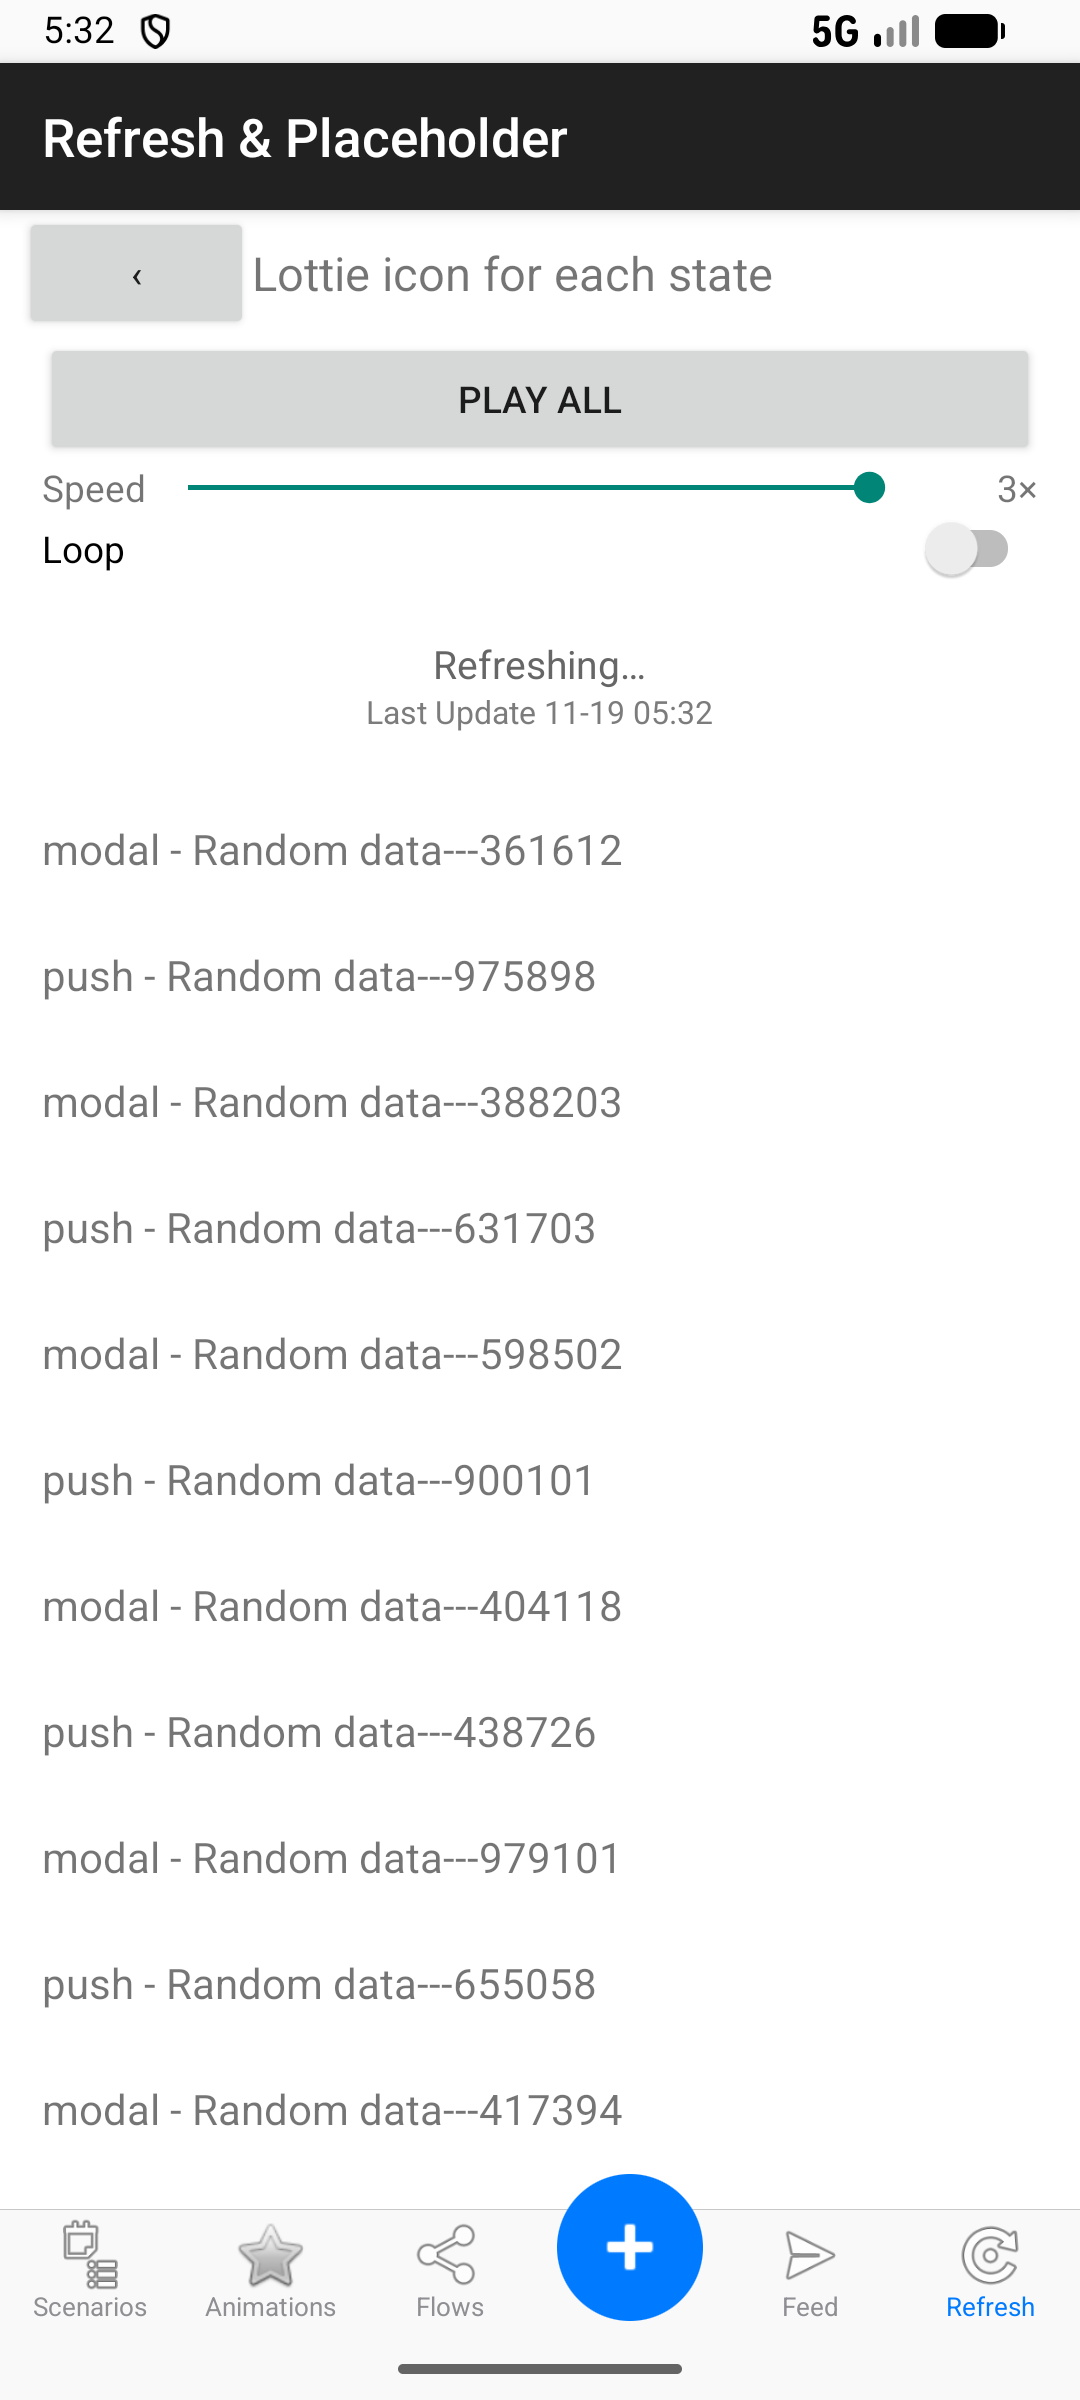 5:32
5G
Refresh & Placeholder
‹
Lottie icon for each state
PLAY ALL
Speed
3×
Loop
Refreshing...
Last Update 11-19 05:32
modal - Random data---361612
push - Random data---975898
modal - Random data---388203
push - Random data---631703
modal - Random data---598502
push - Random data---900101
modal - Random data---404118
push - Random data---438726
modal - Random data---979101
push - Random data---655058
modal - Random data---417394
Scenarios
Animations
Flows
Feed
Refresh